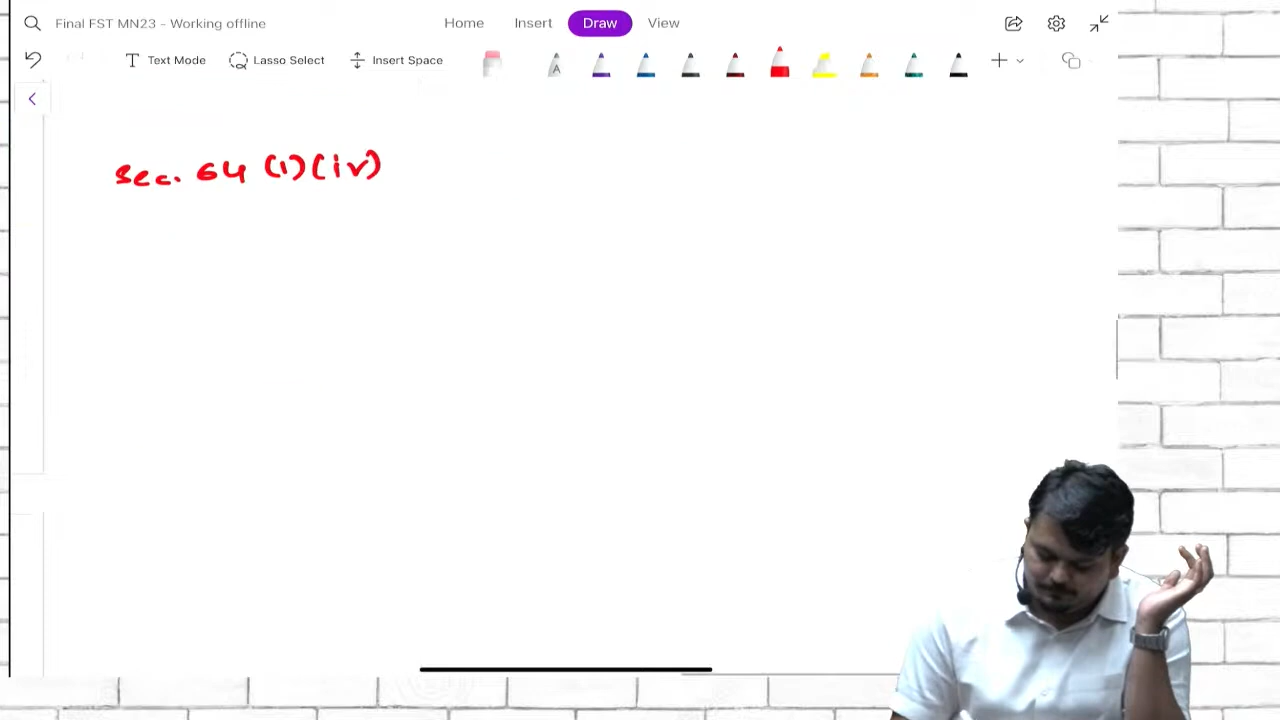 Final FST MN23 - Working offline
Home Insert Draw View
Text Mode Lasso Select Insert Space
A
Sec. 64 (1)(iv)